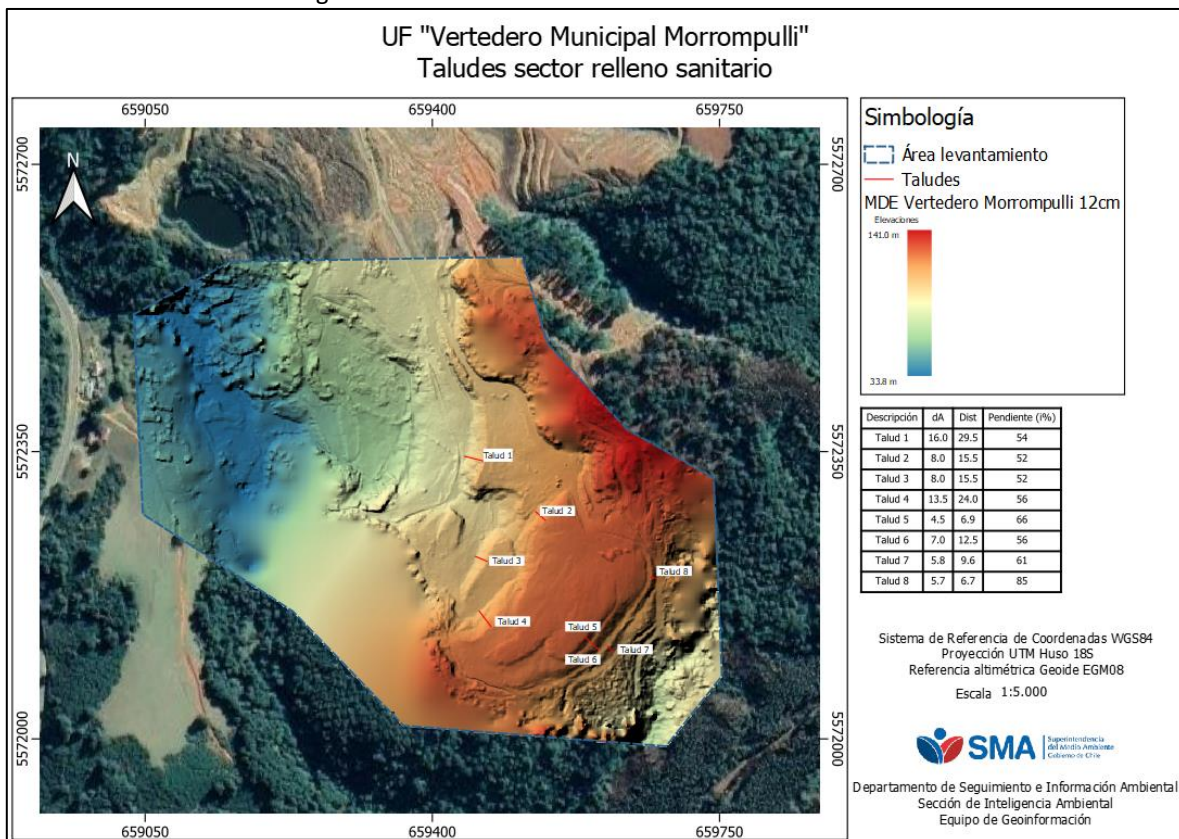 UF "Vertedero Municipal Morrompulli"
Taludes sector relleno sanitario
659050 659400 659750
5572700 5572700
N
5572350 5572350
5572000 5572000
Talud 1
Talud 2
Talud 3
Talud 8
Talud 4
Talud 5
Talud 7
Talud 6
659050 659400 659750
Simbología
Área levantamiento
Taludes
MDE Vertedero Morrompulli 12cm
Elevaciones
141.0 m
33.8 m
Descripción dA Dist Pendiente (i%)
Talud 1 16.0 29.5 54
Talud 2 8.0 15.5 52
Talud 3 8.0 15.5 52
Talud 4 13.5 24.0 56
Talud 5 4.5 6.9 66
Talud 6 7.0 12.5 56
Talud 7 5.8 9.6 61
Talud 8 5.7 6.7 85
Sistema de Referencia de Coordenadas WGS84
Proyección UTM Huso 18S
Referencia altimétrica Geoide EGM08
Escala 1:5.000
SMA
Superintendencia
del Medio Ambiente
Gobierno de Chile
Departamento de Seguimiento e Información Ambiental
Sección de Inteligencia Ambiental
Equipo de Geoinformación